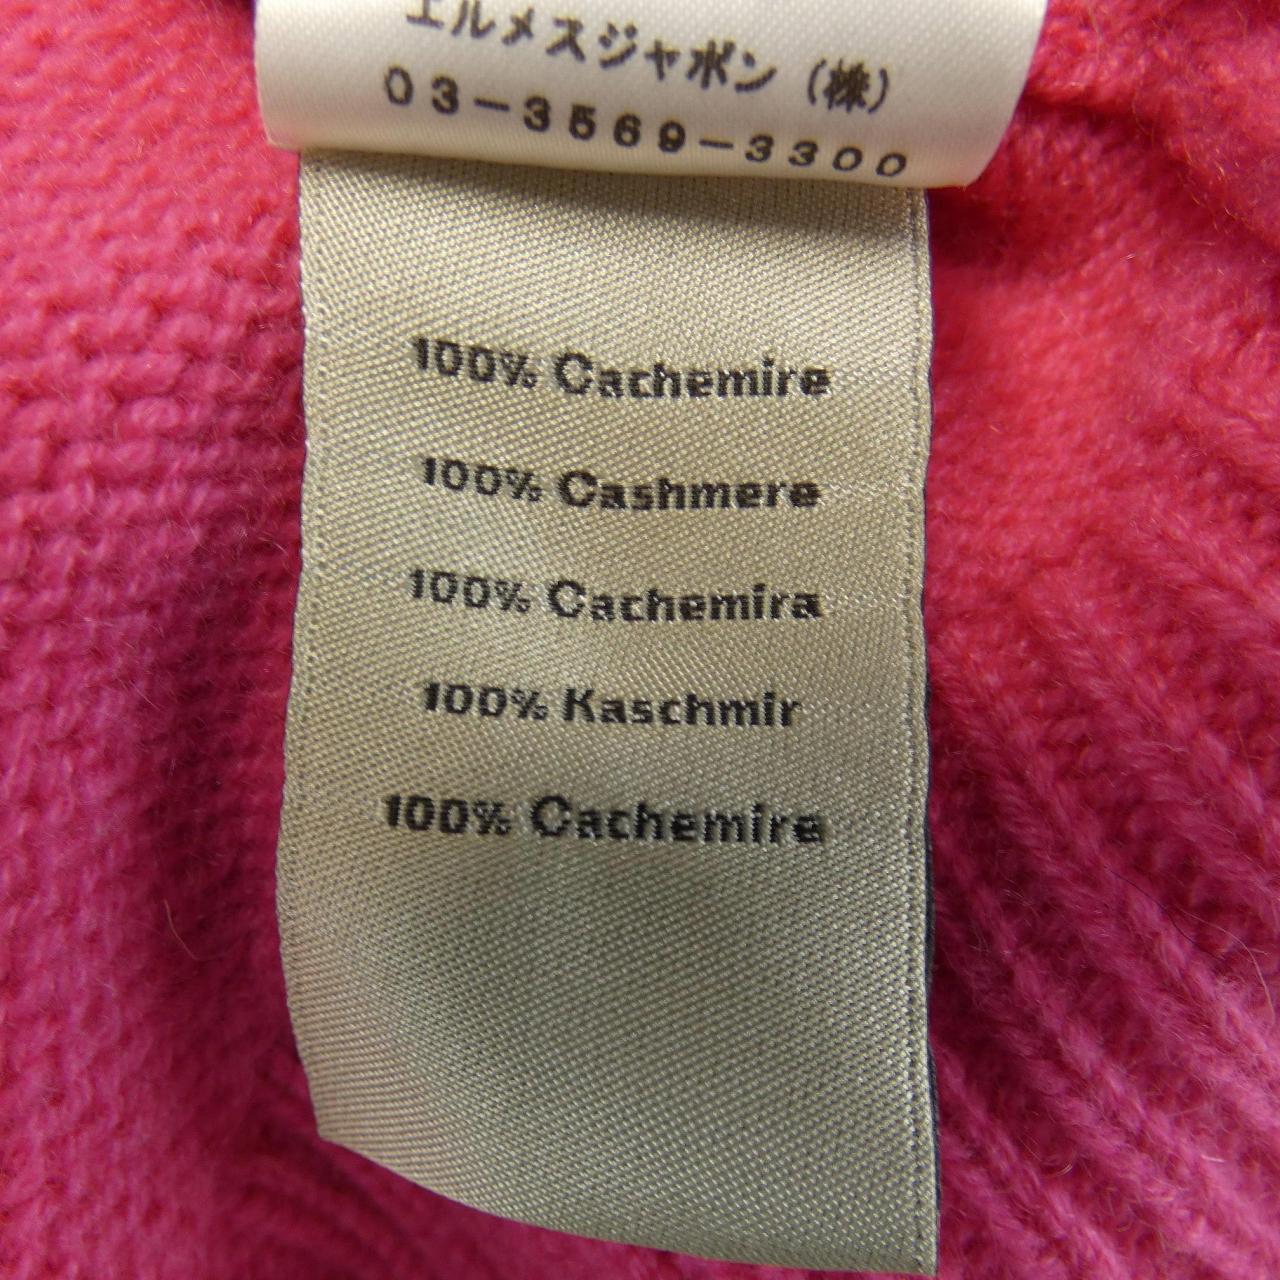 エルメスジャポン（株）
03-3569-3300
100% Cachemire
100% Cashmere
100% Cachemira
100% Kaschmir
100% Cachemire